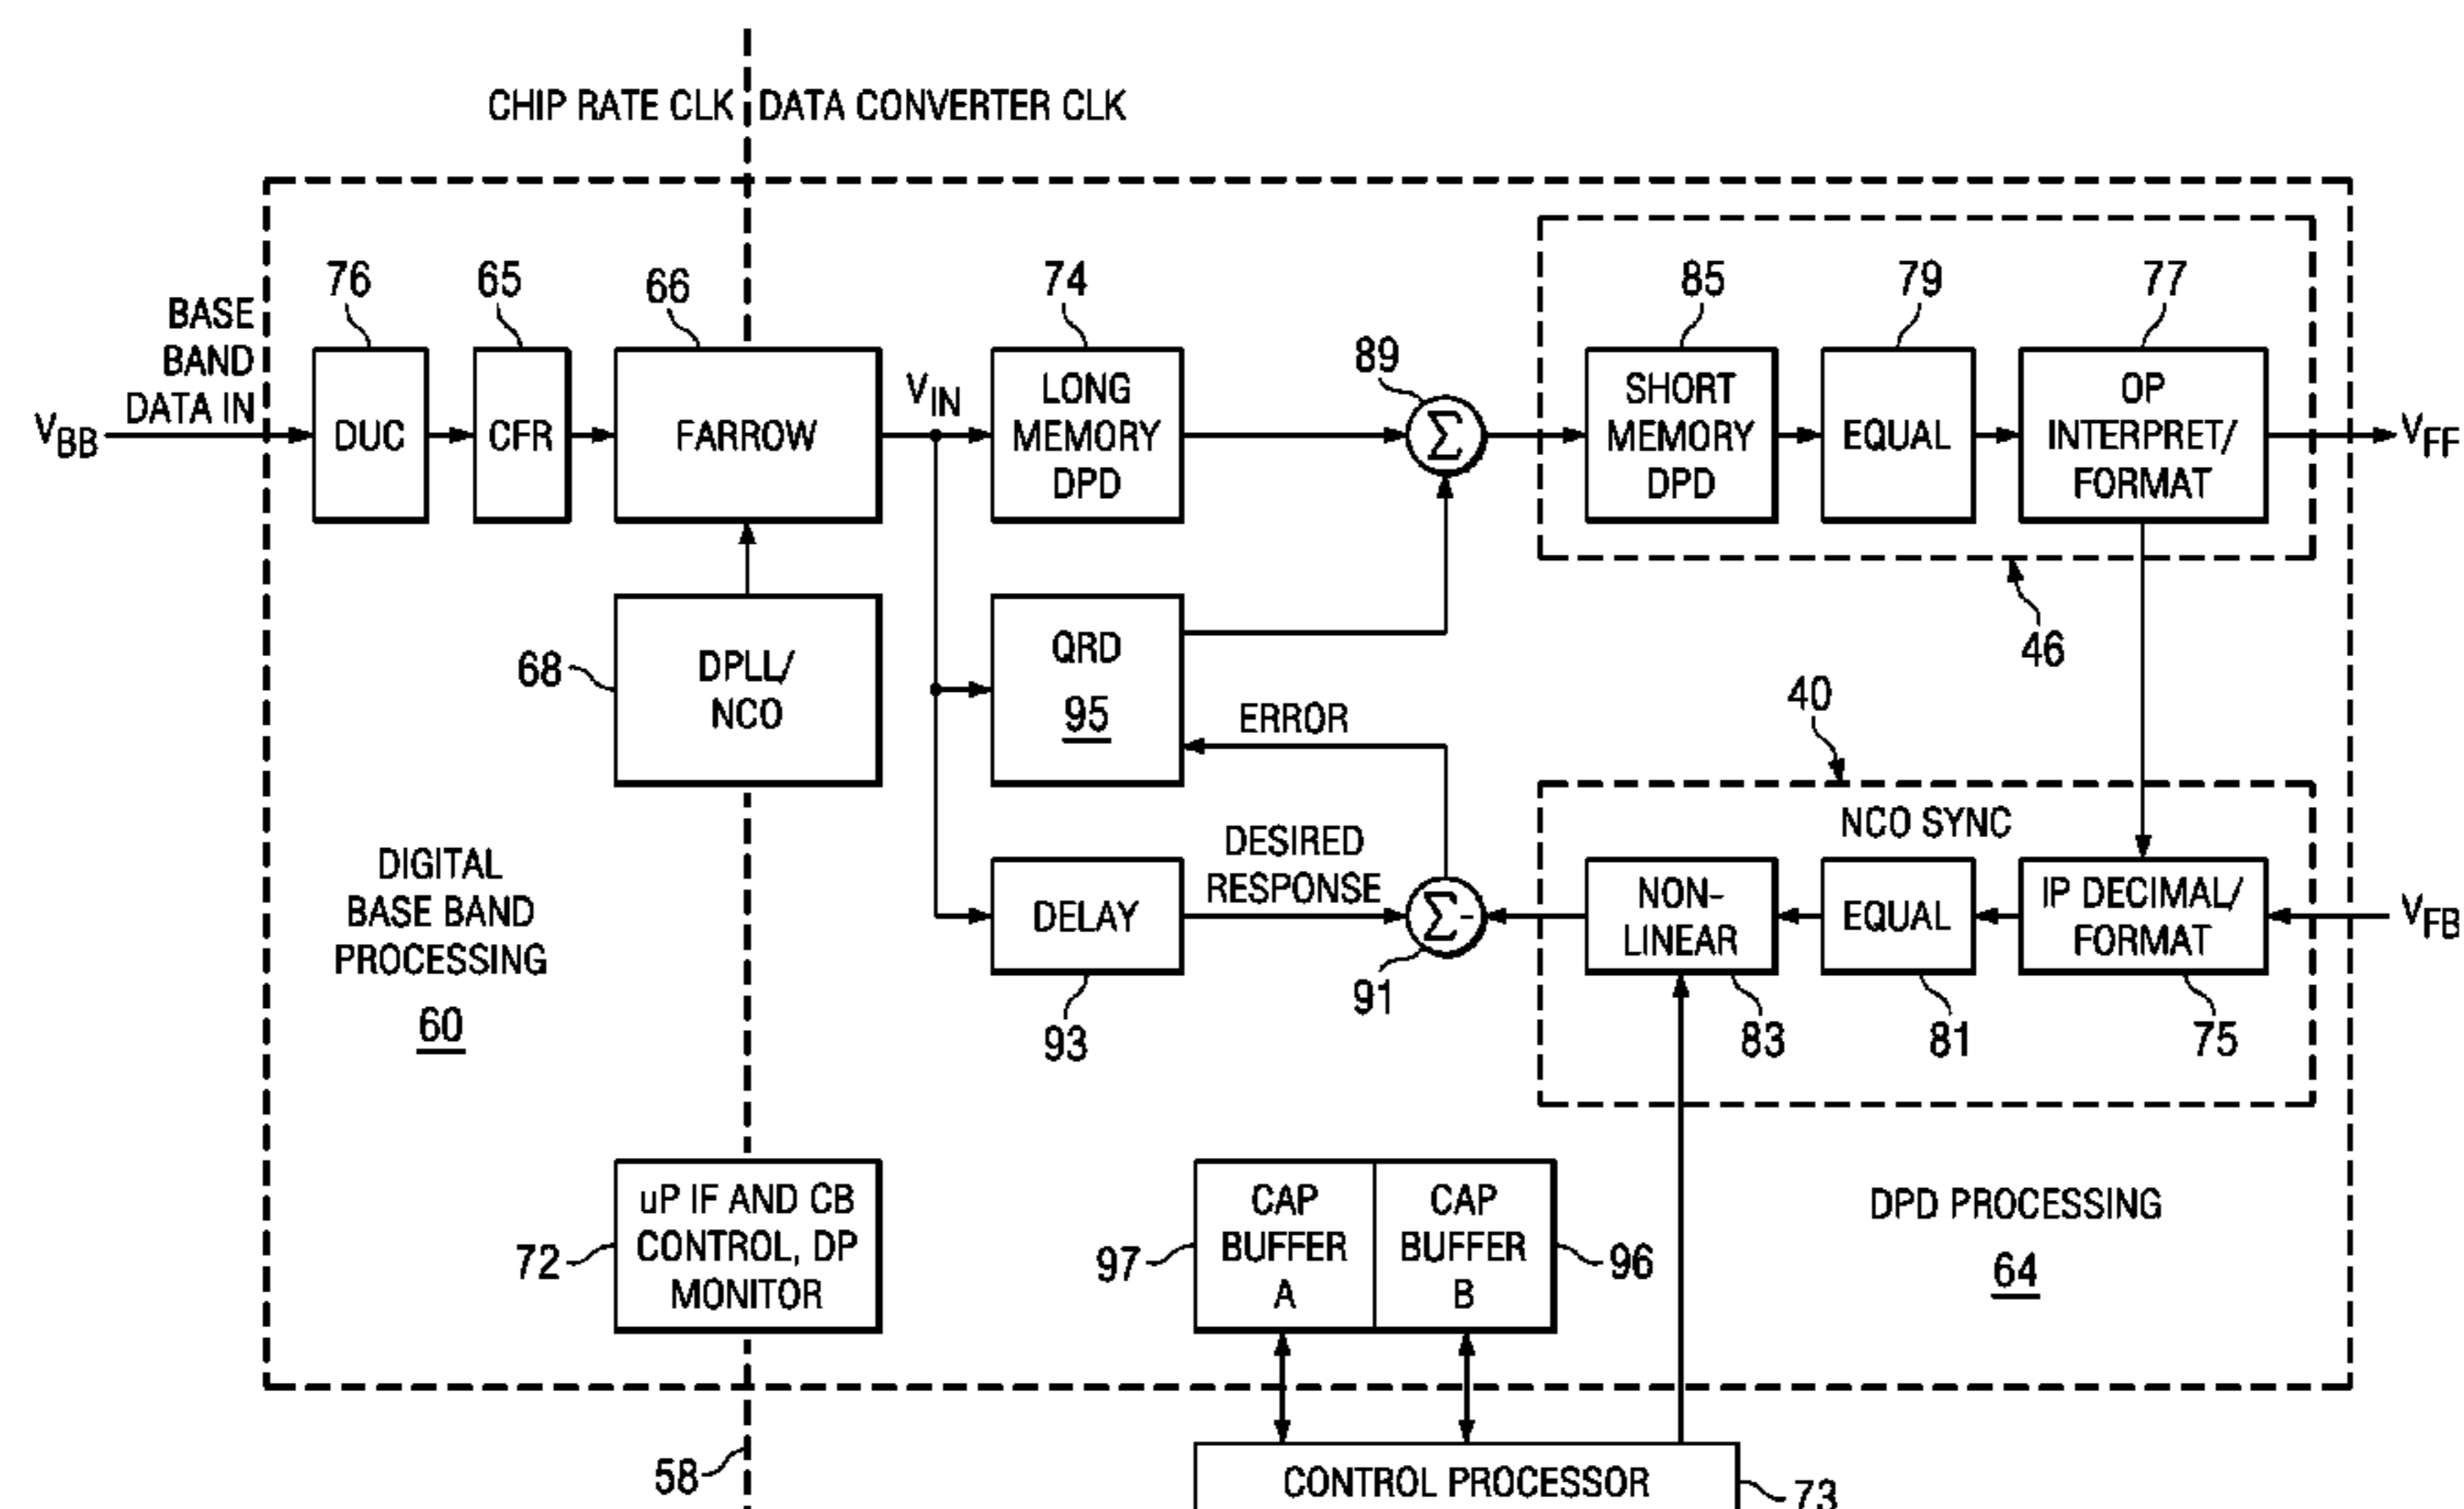 CHIP RATE CLK
DATA CONVERTER CLK
76
65
66
74
89
85
79
77
BASE
BAND
DATA IN
VBB
DUC
CFR
FARROW
VIN
LONG
MEMORY
DPD
Σ
SHORT
MEMORY
DPD
EQUAL
OP
INTERPRET/
FORMAT
VFF
46
68
DPLL/
NCO
QRD
95
ERROR
40
NCO SYNC
DIGITAL
BASE BAND
PROCESSING
60
DELAY
93
DESIRED
RESPONSE
Σ-
91
NON-
LINEAR
83
EQUAL
81
IP DECIMAL/
FORMAT
75
VFB
72
uP IF AND CB
CONTROL, DP
MONITOR
97
CAP
BUFFER
A
CAP
BUFFER
B
96
DPD PROCESSING
64
58
CONTROL PROCESSOR
73